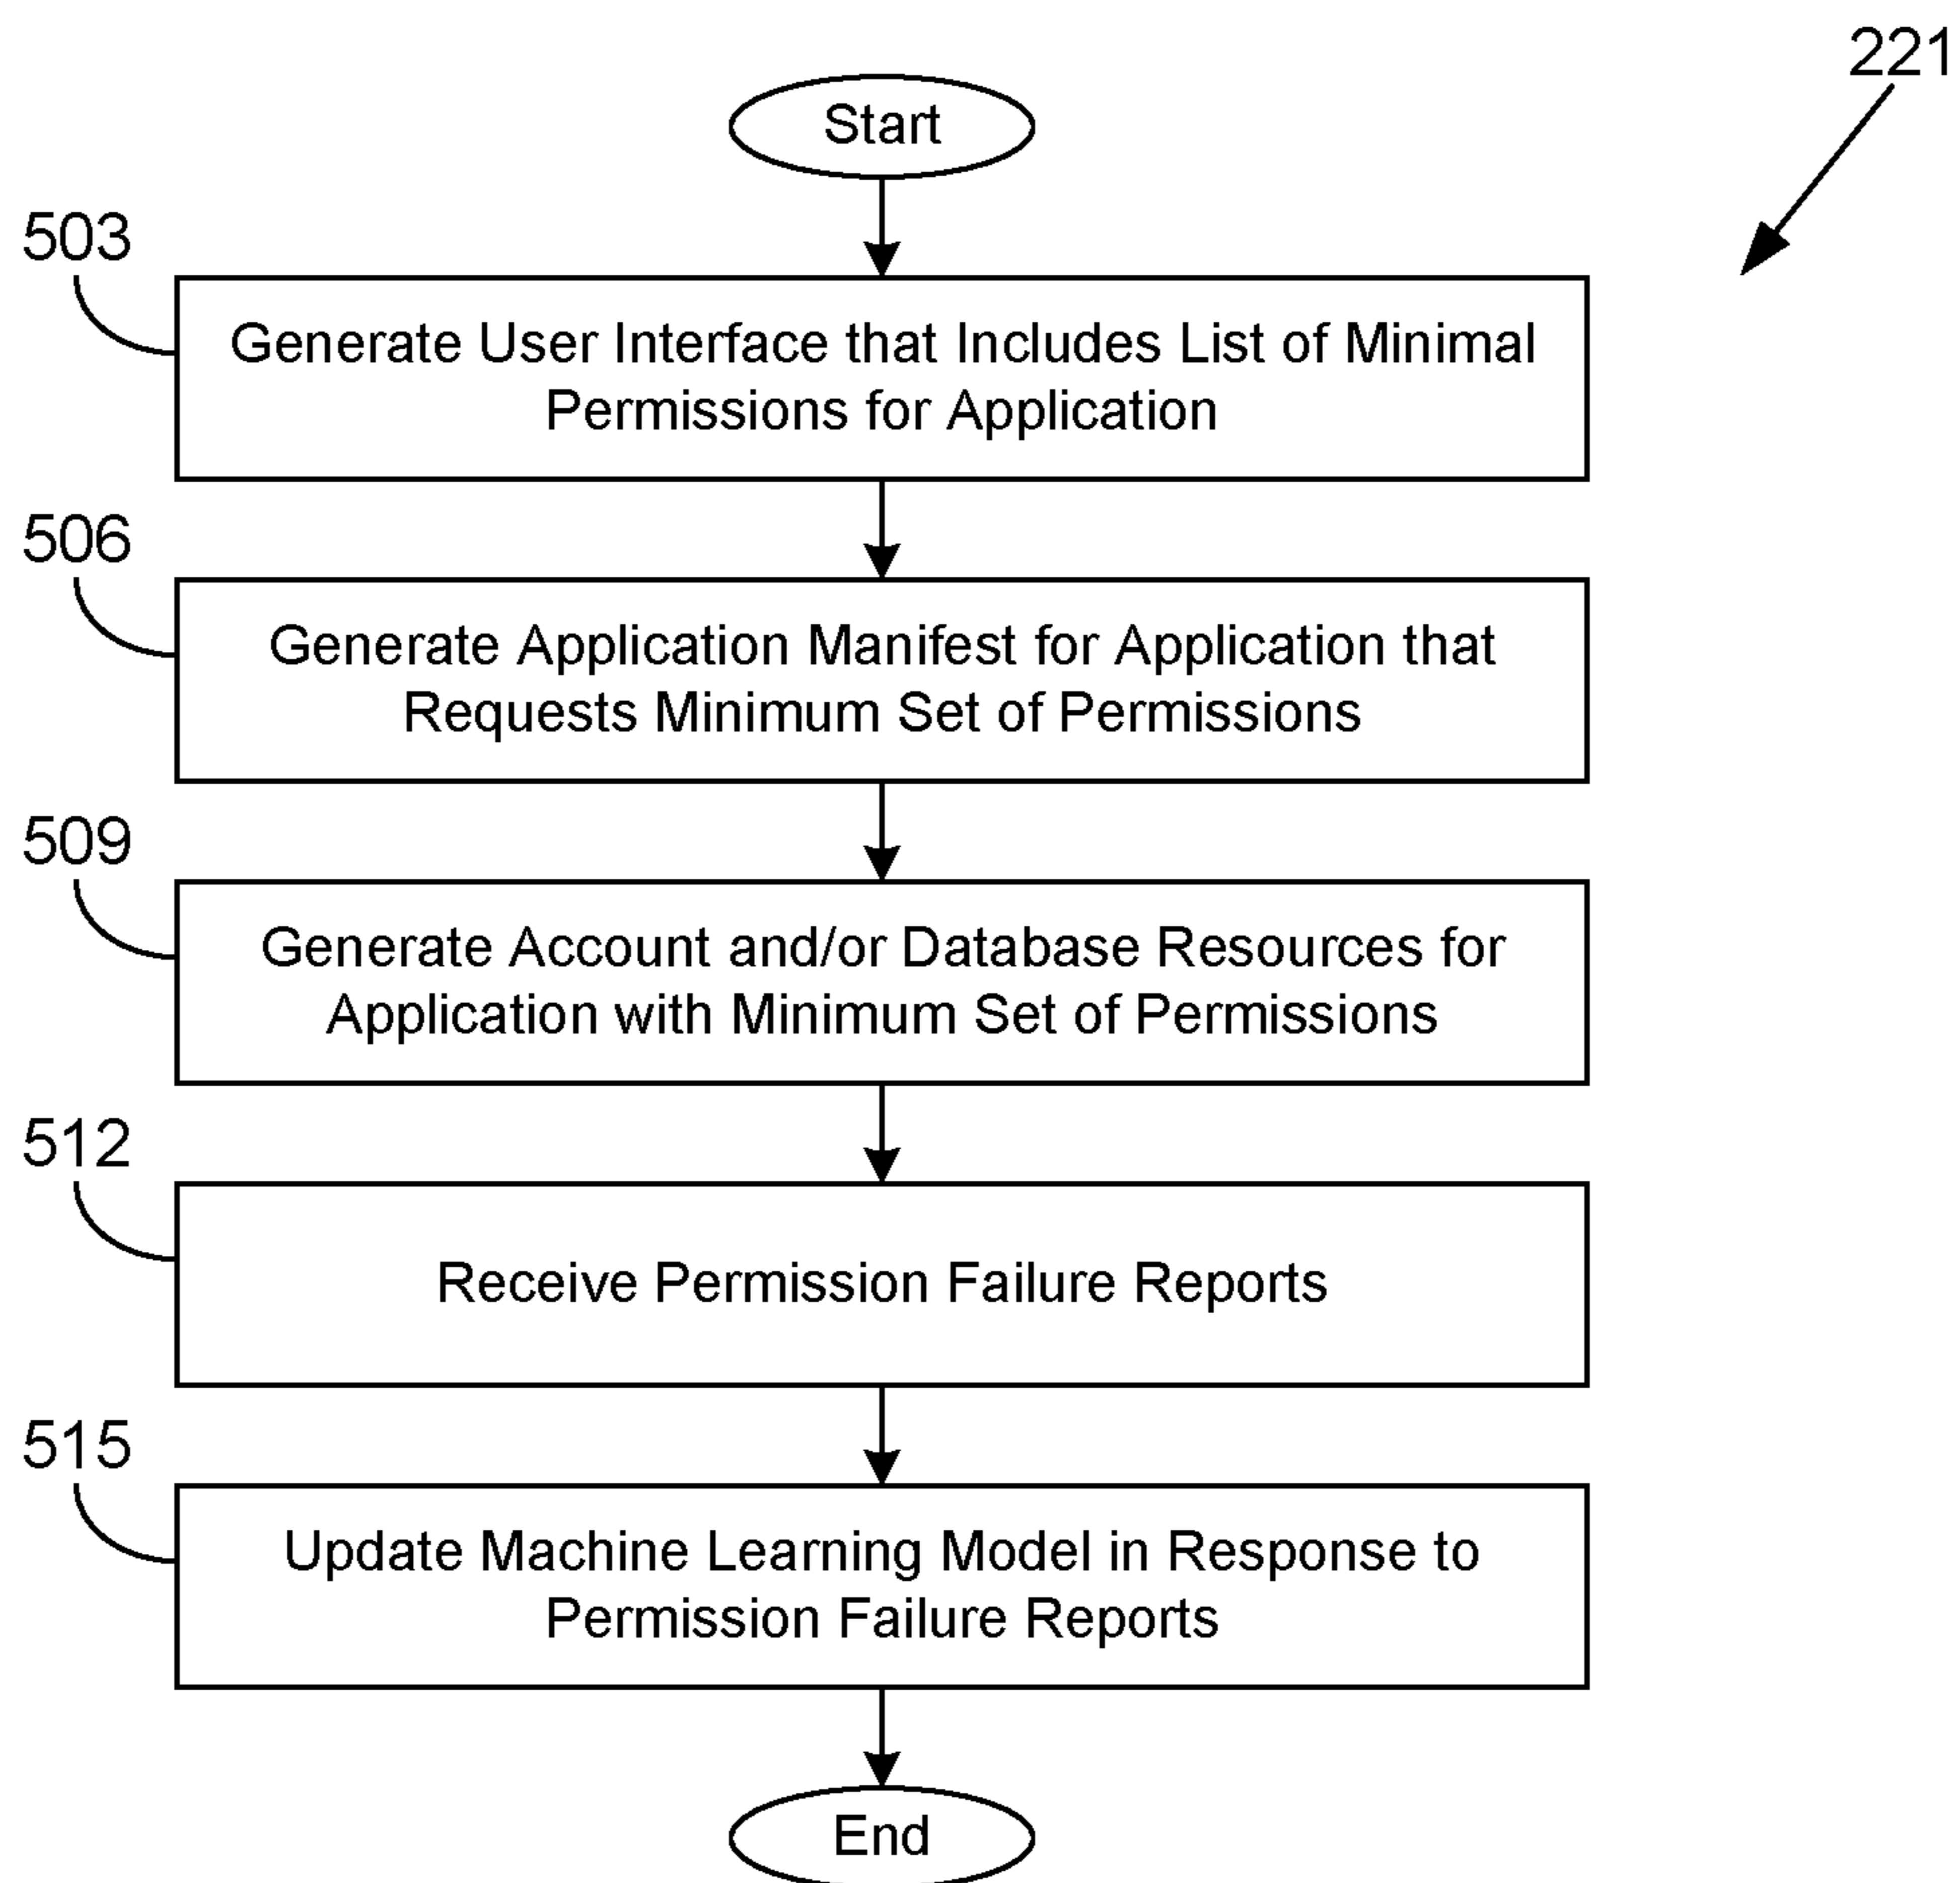 221
Start
503
Generate User Interface that Includes List of Minimal
Permissions for Application
506
Generate Application Manifest for Application that
Requests Minimum Set of Permissions
509
Generate Account and/or Database Resources for
Application with Minimum Set of Permissions
512
Receive Permission Failure Reports
515
Update Machine Learning Model in Response to
Permission Failure Reports
End